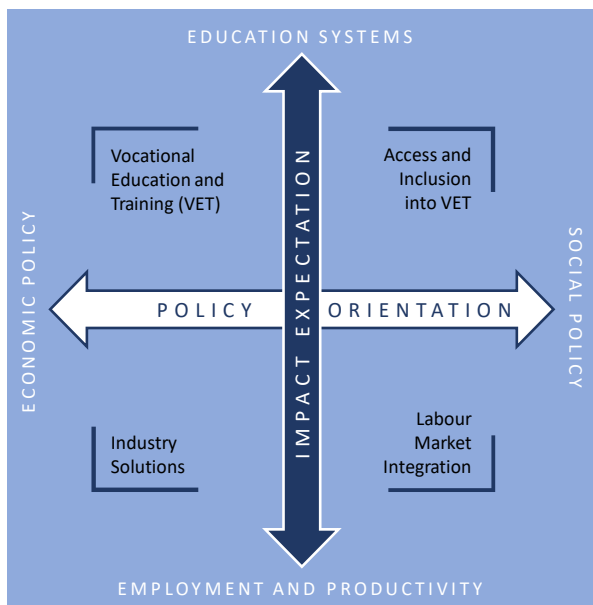 EDUCATION SYSTEMS
Vocational
Education and
Training (VET)
Access and
Inclusion
into VET
ECONOMIC POLICY
POLICY ORIENTATION
IMPACT EXPECTATION
SOCIAL POLICY
Industry
Solutions
Labour
Market
Integration
EMPLOYMENT AND PRODUCTIVITY